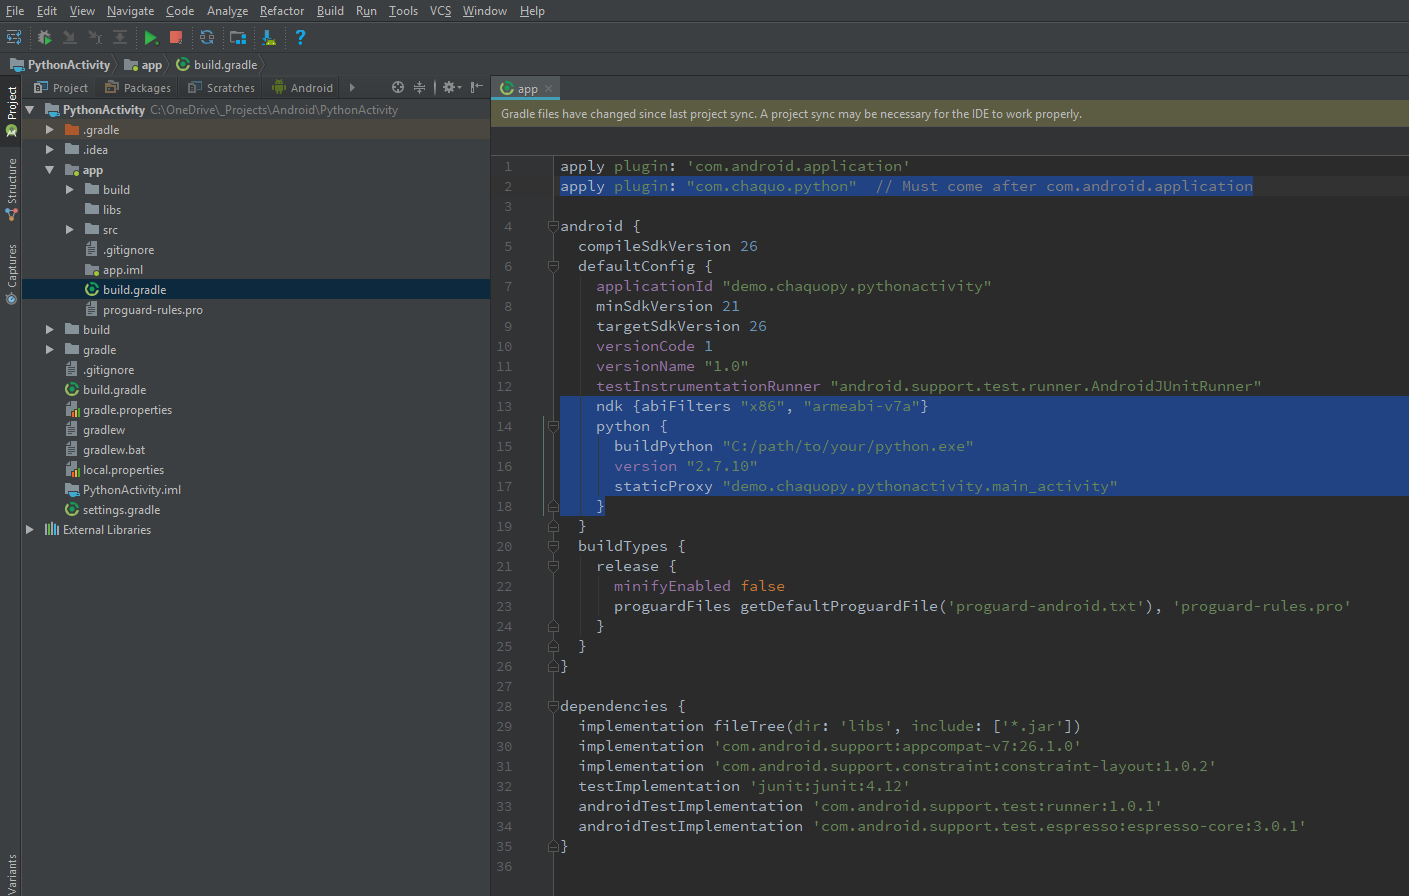 File Edit View Navigate Code Analyze Refactor Build Run Tools VCS Window Help
PythonActivity app build.gradle
Project Packages Scratches Android
app
Project
Structure
Captures
Variants
PythonActivity C:\OneDrive\_Projects\Android\PythonActivity
.gradle
.idea
app
build
libs
src
.gitignore
app.iml
build.gradle
proguard-rules.pro
build
gradle
.gitignore
build.gradle
gradle.properties
gradlew
gradlew.bat
local.properties
PythonActivity.iml
settings.gradle
External Libraries
Gradle files have changed since last project sync. A project sync may be necessary for the IDE to work properly.
1 apply plugin: 'com.android.application'
2 apply plugin: "com.chaquo.python"  // Must come after com.android.application
3
4 android {
5 compileSdkVersion 26
6 defaultConfig {
7 applicationId "demo.chaquopy.pythonactivity"
8 minSdkVersion 21
9 targetSdkVersion 26
10 versionCode 1
11 versionName "1.0"
12 testInstrumentationRunner "android.support.test.runner.AndroidJUnitRunner"
13 ndk {abiFilters "x86", "armeabi-v7a"}
14 python {
15 buildPython "C:/path/to/your/python.exe"
16 version "2.7.10"
17 staticProxy "demo.chaquopy.pythonactivity.main_activity"
18 }
19 }
20 buildTypes {
21 release {
22 minifyEnabled false
23 proguardFiles getDefaultProguardFile('proguard-android.txt'), 'proguard-rules.pro'
24 }
25 }
26 }
27
28 dependencies {
29 implementation fileTree(dir: 'libs', include: ['*.jar'])
30 implementation 'com.android.support:appcompat-v7:26.1.0'
31 implementation 'com.android.support.constraint:constraint-layout:1.0.2'
32 testImplementation 'junit:junit:4.12'
33 androidTestImplementation 'com.android.support.test:runner:1.0.1'
34 androidTestImplementation 'com.android.support.test.espresso:espresso-core:3.0.1'
35 }
36